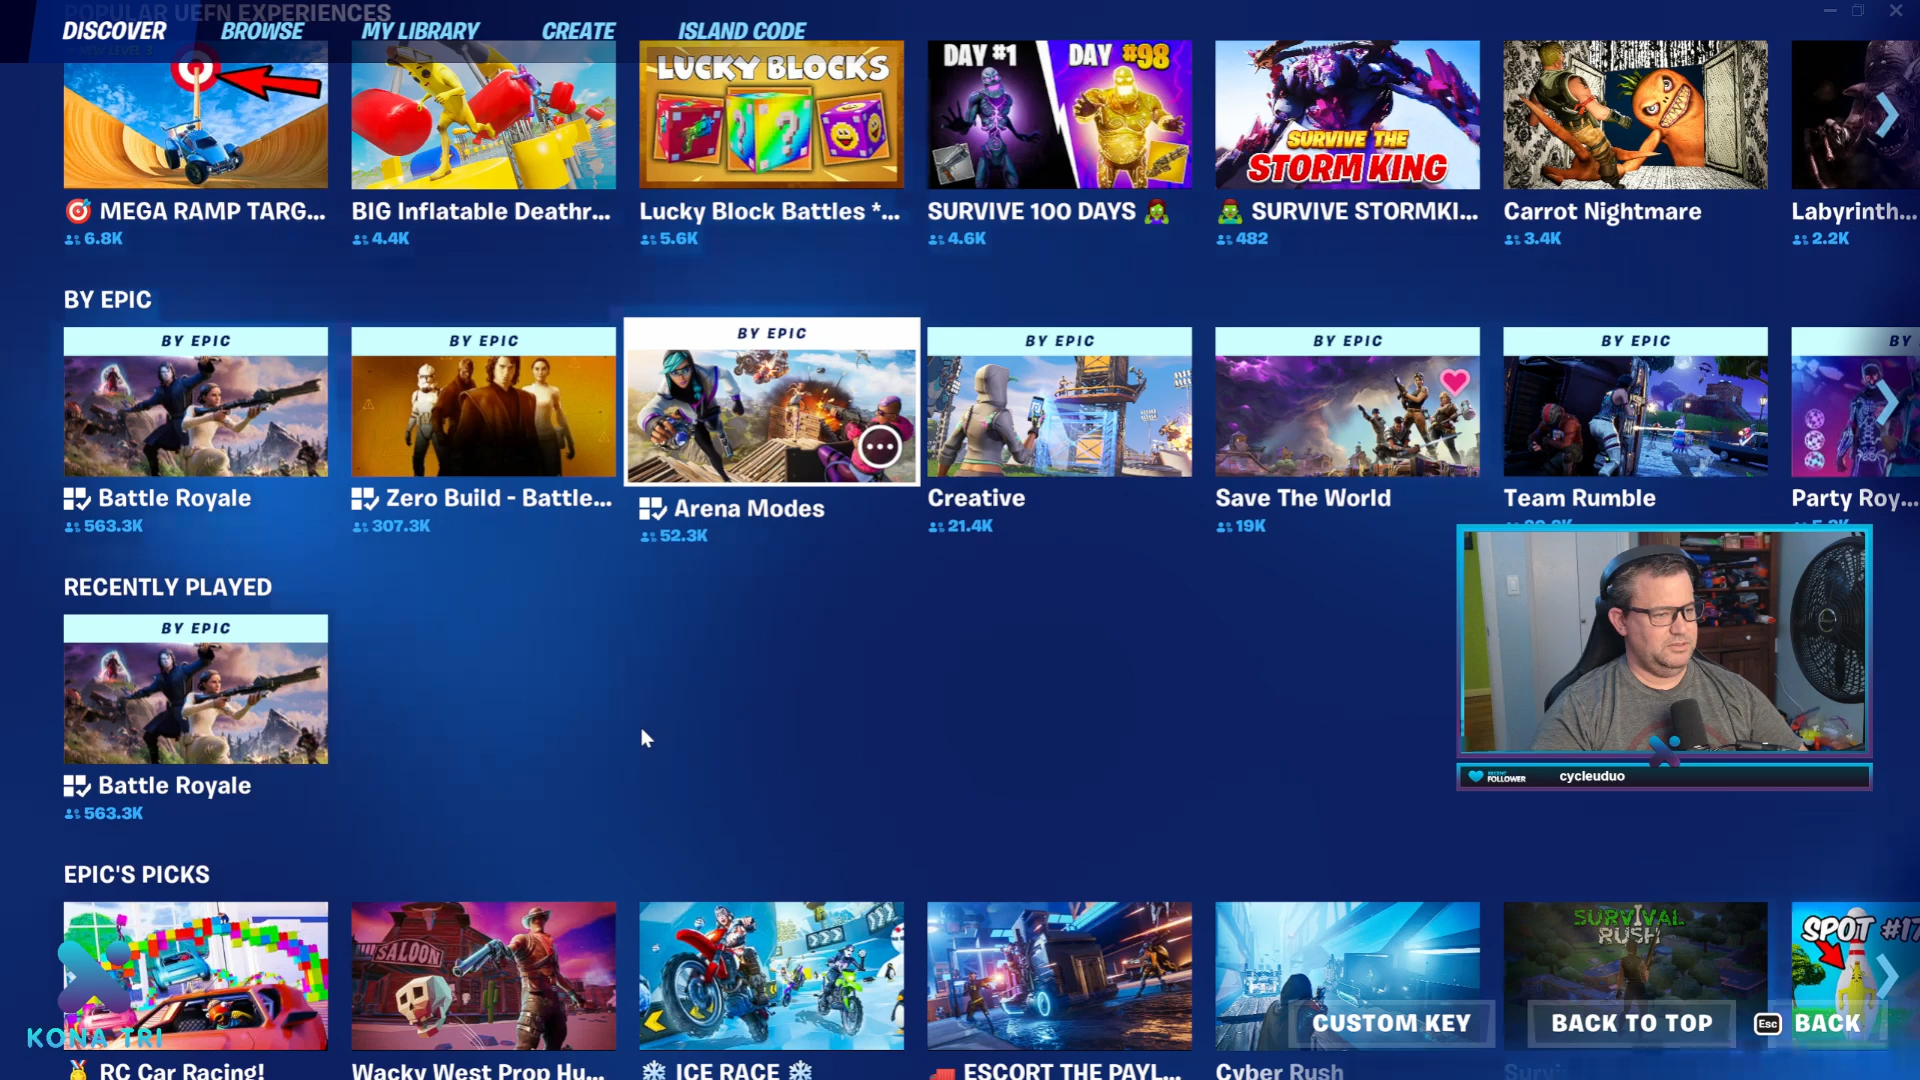 POPULAR UEFN EXPERIENCES
DISCOVER
BROWSE
MY LIBRARY
CREATE
ISLAND CODE
LUCKY BLOCKS
DAY #1
DAY #98
SURVIVE THE
STORM KING
🎯 MEGA RAMP TARG...
6.8K
BIG Inflatable Deathr...
4.4K
Lucky Block Battles *...
5.6K
SURVIVE 100 DAYS 🧟‍♀️
4.6K
🧟‍♂️ SURVIVE STORMKI...
482
Carrot Nightmare
3.4K
Labyrinth...
2.2K
BY EPIC
BY EPIC
Battle Royale
563.3K
BY EPIC
Zero Build - Battle...
307.3K
BY EPIC
Arena Modes
52.3K
BY EPIC
Creative
21.4K
BY EPIC
Save The World
19K
BY EPIC
Team Rumble
BY
Party Roy...
RECENTLY PLAYED
BY EPIC
Battle Royale
563.3K
RECENT
FOLLOWER
cycleuduo
EPIC'S PICKS
SALOON
SURVIVAL
RUSH
SPOT #17
KONA TRI
CUSTOM KEY
BACK TO TOP
Esc
BACK
🏅 RC Car Racing!
Wacky West Prop Hu...
❄️ ICE RACE ❄️
ESCORT THE PAYL...
Cyber Rush